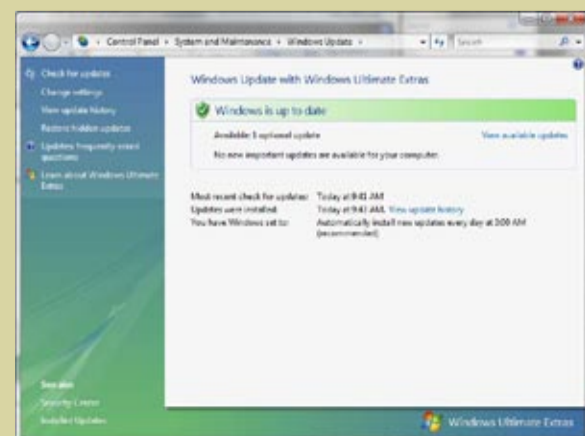 Control Panel
System and Maintenance
Windows Update
Search
Check for updates
Change settings
View update history
Restore hidden updates
Updates: frequently asked
questions
Learn about Windows Ultimate
Extras
Windows Update with Windows Ultimate Extras
Windows is up to date
Available: 5 optional update
View available updates
No new important updates are available for your computer.
Most recent check for updates: Today at 9:41 AM
Updates were installed: Today at 9:43 AM. View update history
You have Windows set to: Automatically install new updates every day at 3:00 AM
(recommended)
See also
Security Center
Installed Updates
Windows Ultimate Extras